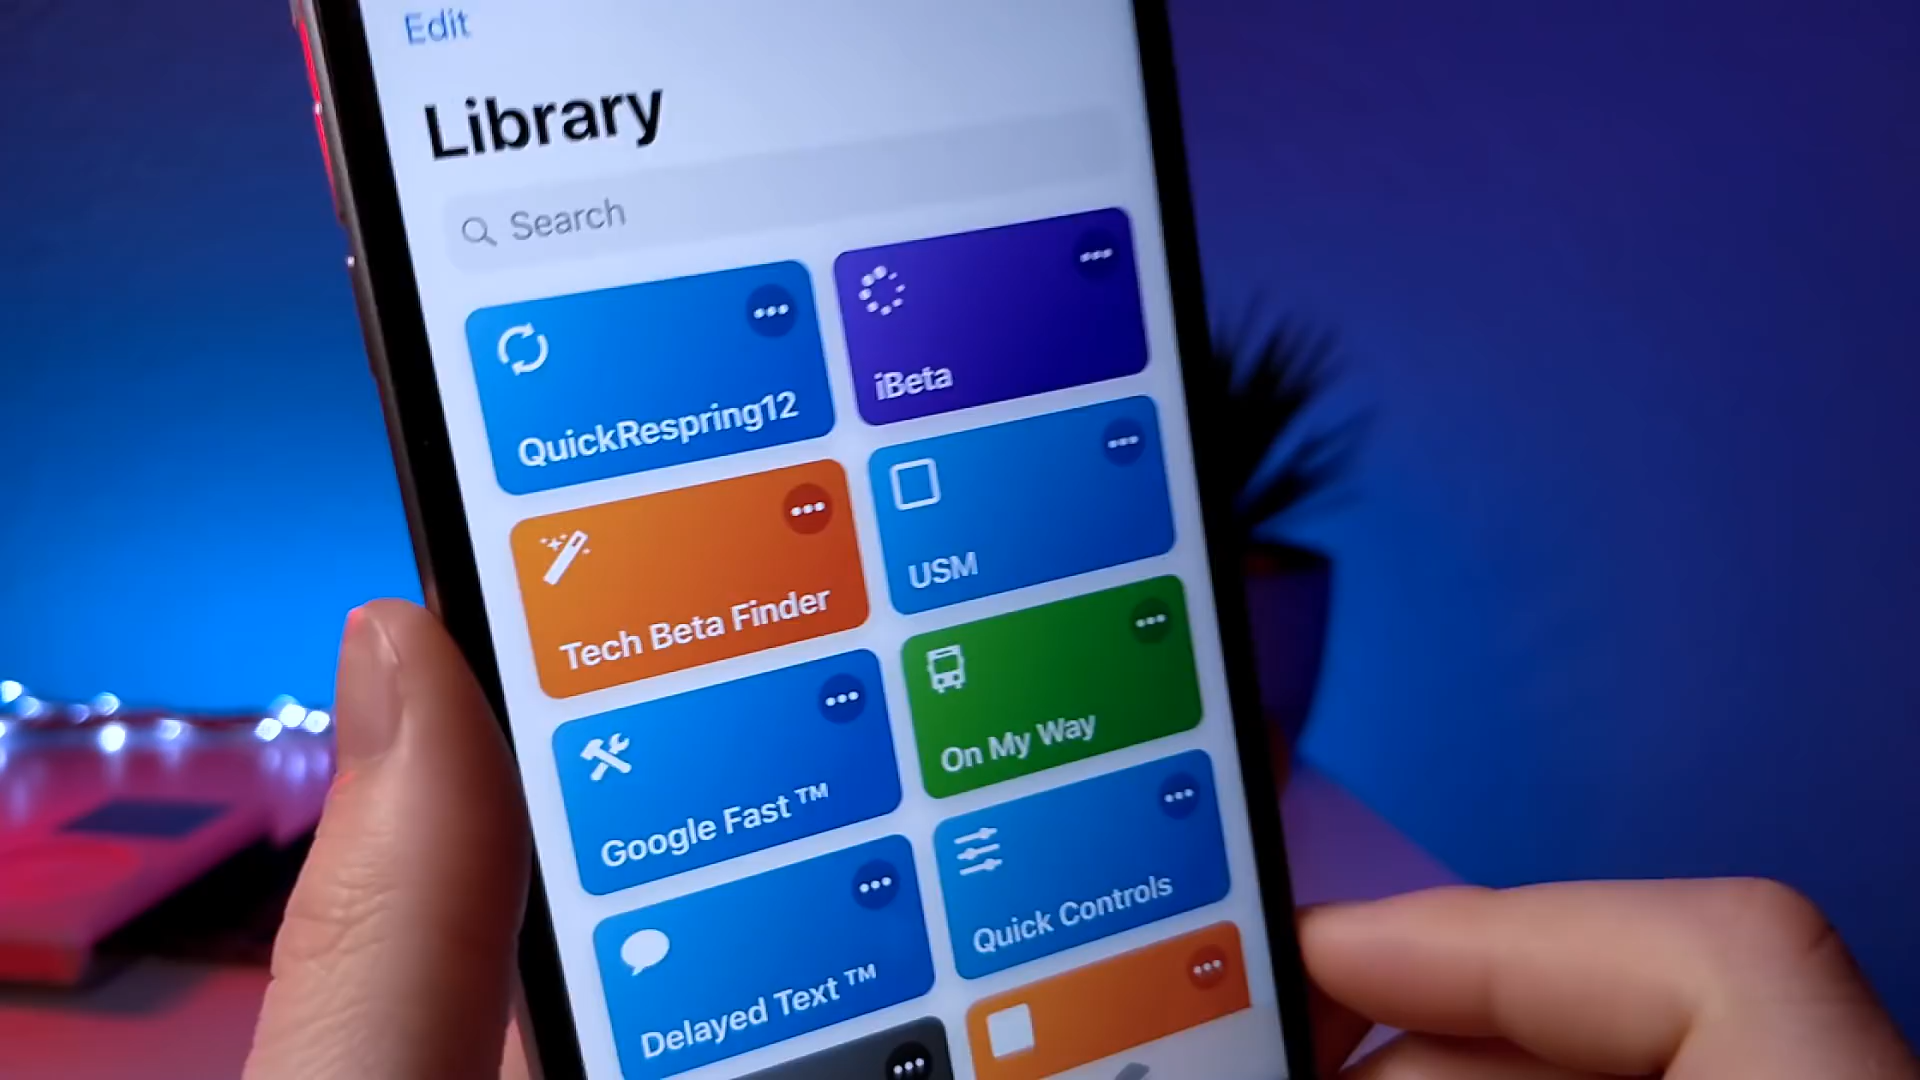 Edit
Library
Search
QuickRespring12
iBeta
Tech Beta Finder
USM
Google Fast ™
On My Way
Delayed Text ™
Quick Controls